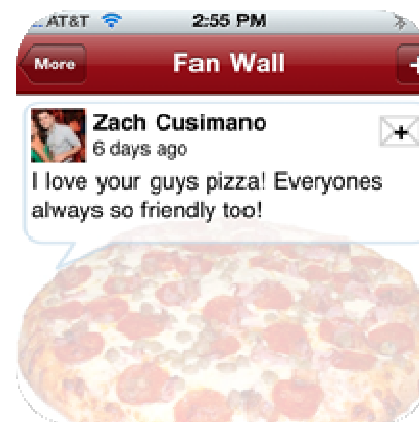 AT&T 2:55 PM
More Fan Wall +
Zach Cusimano
6 days ago
I love your guys pizza! Everyones
always so friendly too!